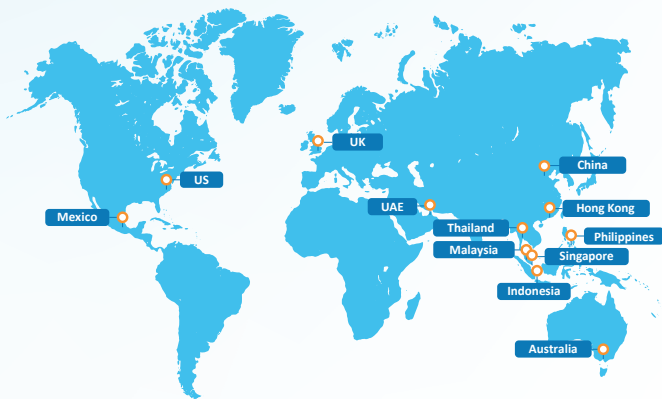 UK
China
US
UAE
Hong Kong
Mexico
Thailand
Philippines
Malaysia
Singapore
Indonesia
Australia